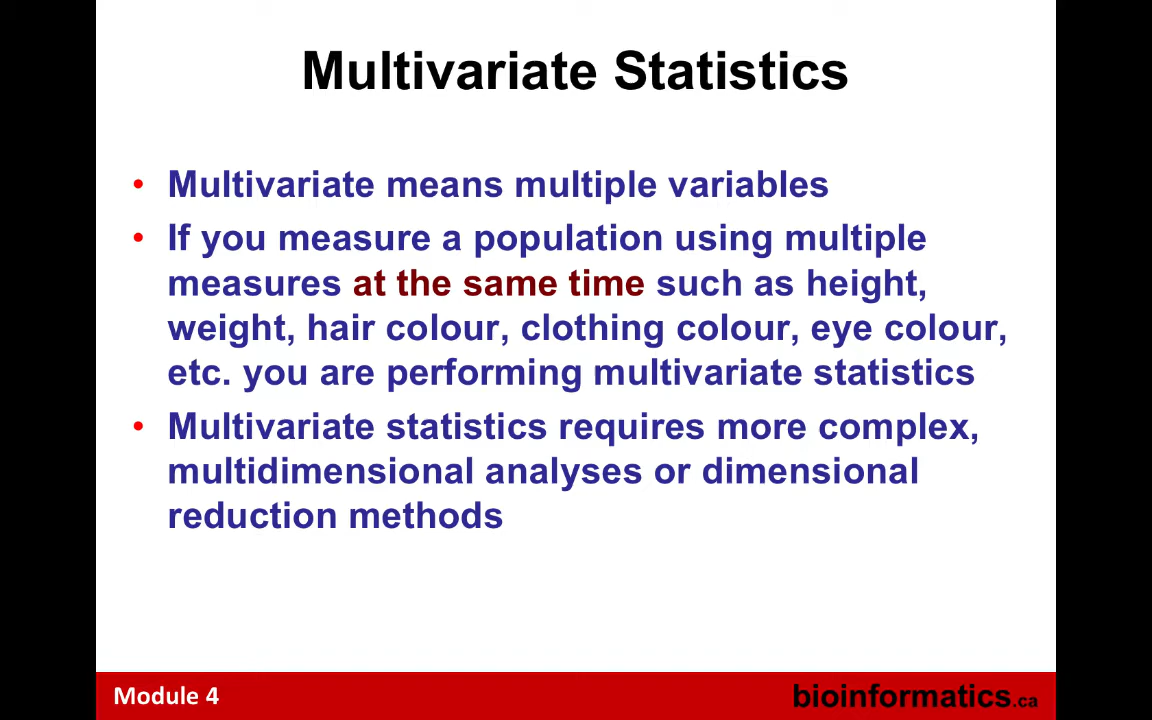 Multivariate Statistics
• Multivariate means multiple variables
• If you measure a population using multiple
measures at the same time such as height,
weight, hair colour, clothing colour, eye colour,
etc. you are performing multivariate statistics
• Multivariate statistics requires more complex,
multidimensional analyses or dimensional
reduction methods
Module 4
bioinformatics.ca